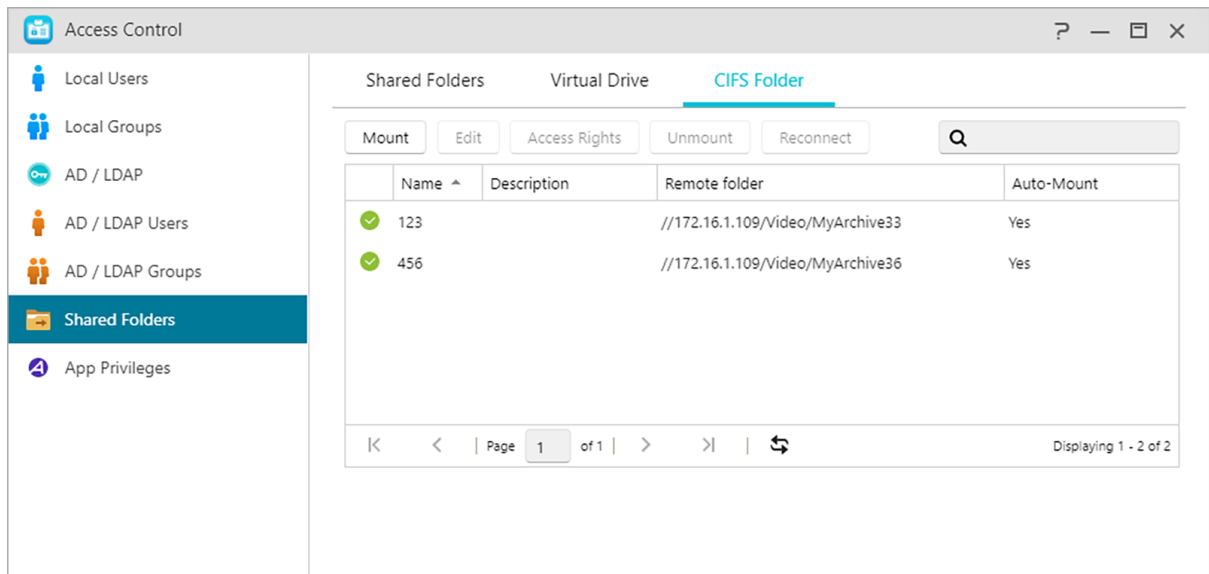 Access Control
Local Users
Local Groups
AD / LDAP
AD / LDAP Users
AD / LDAP Groups
Shared Folders
App Privileges
Shared Folders Virtual Drive CIFS Folder
Mount Edit Access Rights Unmount Reconnect
Name Description Remote folder Auto-Mount
123 //172.16.1.109/Video/MyArchive33 Yes
456 //172.16.1.109/Video/MyArchive36 Yes
Page 1 of 1 Displaying 1 - 2 of 2